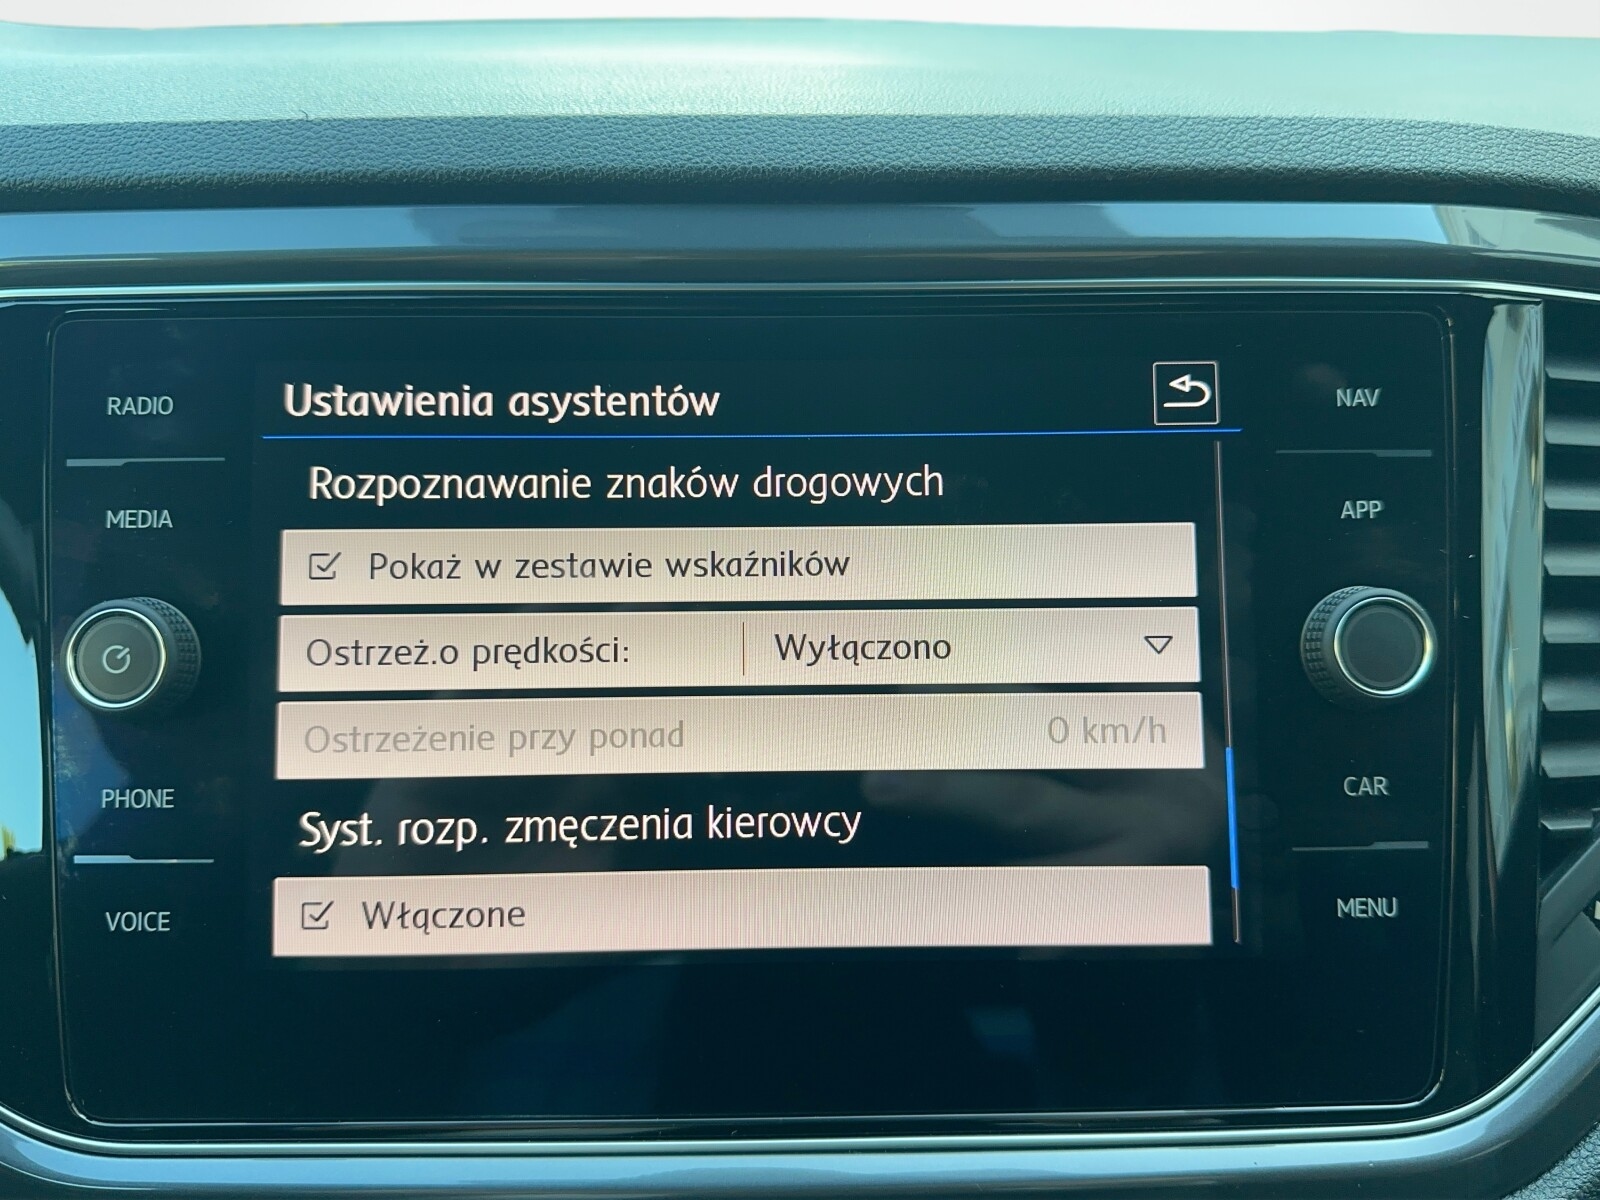 RADIO
MEDIA
PHONE
VOICE
Ustawienia asystentów
Rozpoznawanie znaków drogowych
Pokaż w zestawie wskaźników
Ostrzeż.o prędkości: Wyłączono
Ostrzeżenie przy ponad 0 km/h
Syst. rozp. zmęczenia kierowcy
Włączone
NAV
APP
CAR
MENU